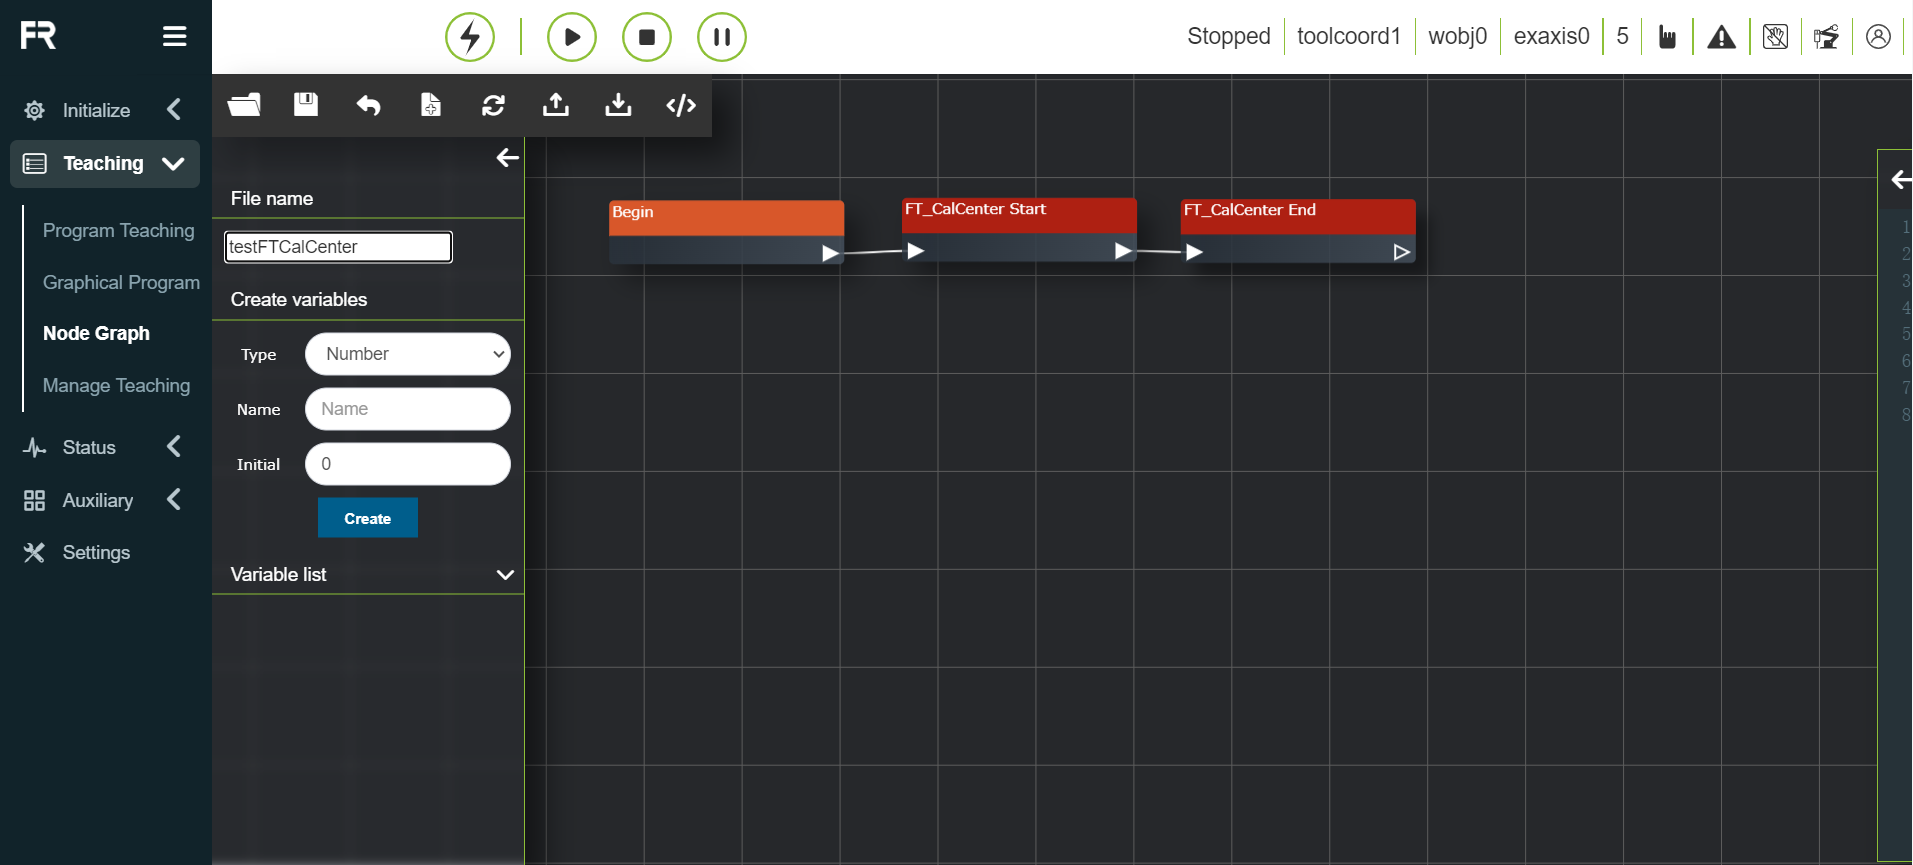 FR
Stopped
toolcoord1
wobj0
exaxis0
5
Initialize
Teaching
Program Teaching
Graphical Program
Node Graph
Manage Teaching
Status
Auxiliary
Settings
File name
testFTCalCenter
Create variables
Type
Number
Name
Name
Initial
0
Create
Variable list
Begin
FT_CalCenter Start
FT_CalCenter End
1
2
3
4
5
6
7
8